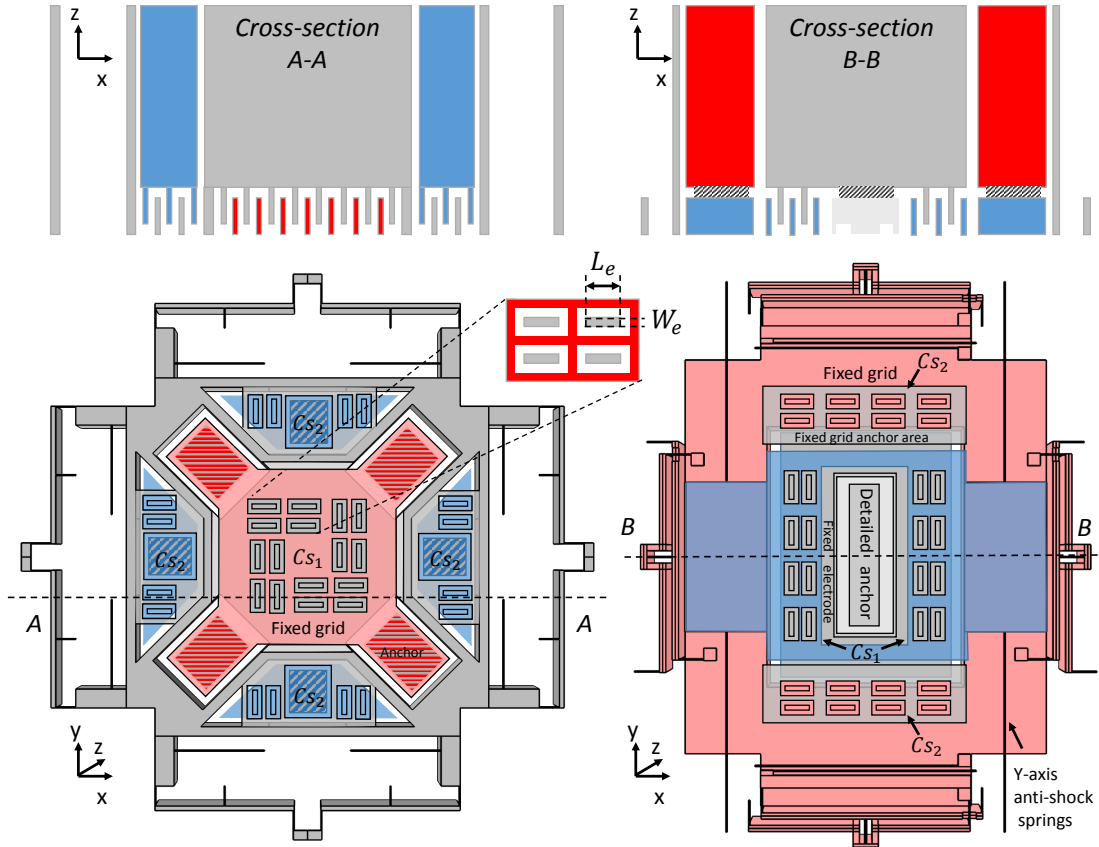 z
x
Cross-section
A-A
z
x
Cross-section
B-B
L_e
W_e
Cs_2
Cs_2
Cs_2
Cs_2
Cs_1
Fixed grid
Anchor
A
A
y
z
x
Fixed grid
Cs_2
Fixed grid anchor area
Fixed electrode
Detailed anchor
B
B
Cs_1
Cs_2
y
z
x
Y-axis
anti-shock
springs